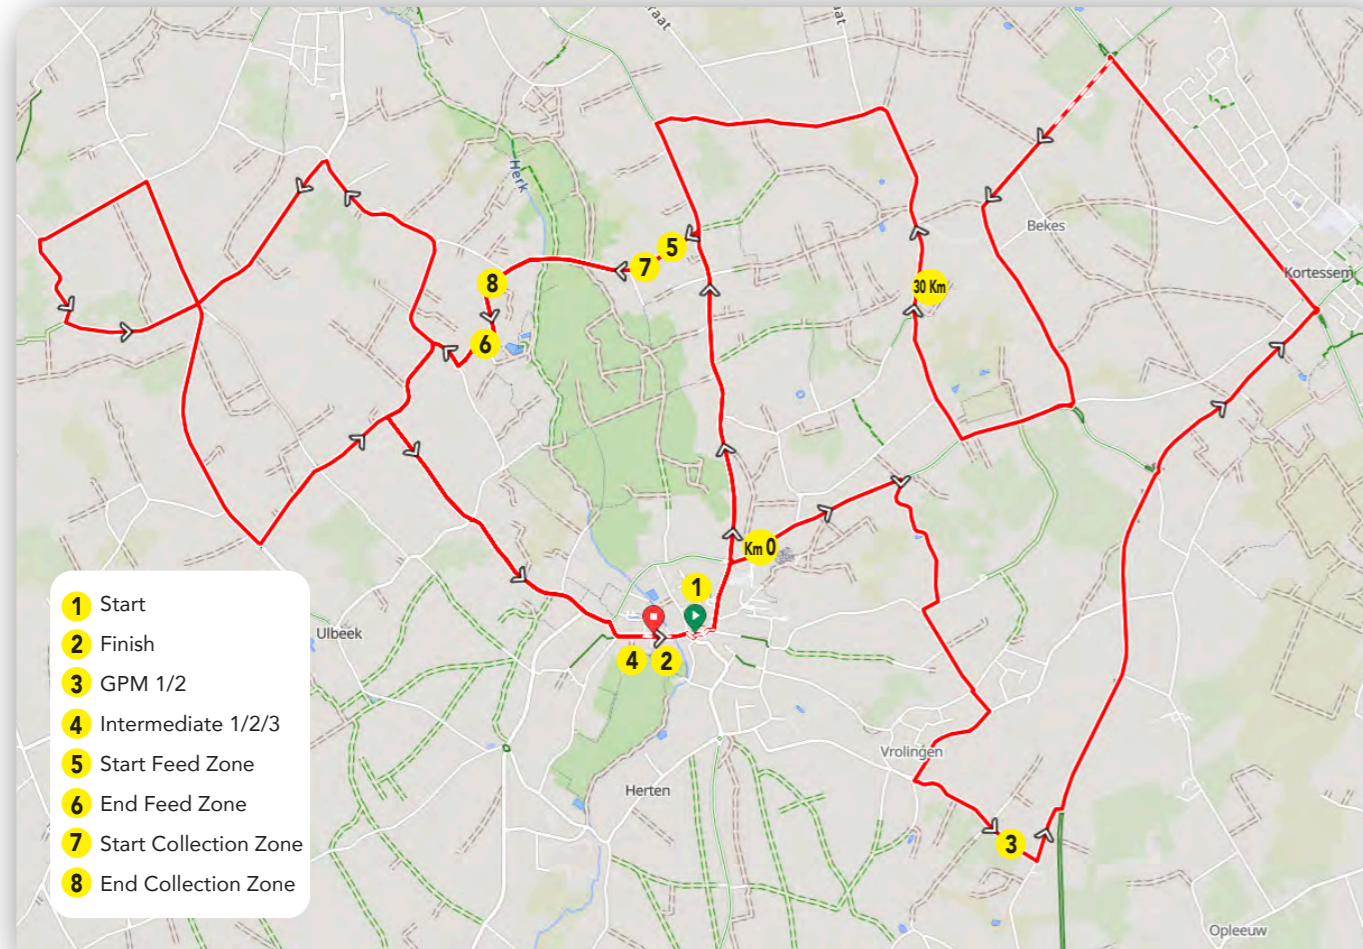 raat
aat
Herk
Bekes
5
7
8
30 Km
Kortessem
6
Km 0
1
1 Start
2 Finish
3 GPM 1/2
4 Intermediate 1/2/3
5 Start Feed Zone
6 End Feed Zone
7 Start Collection Zone
8 End Collection Zone
Ulbeek
4 2
Vrolingen
Herten
3
Opleeuw